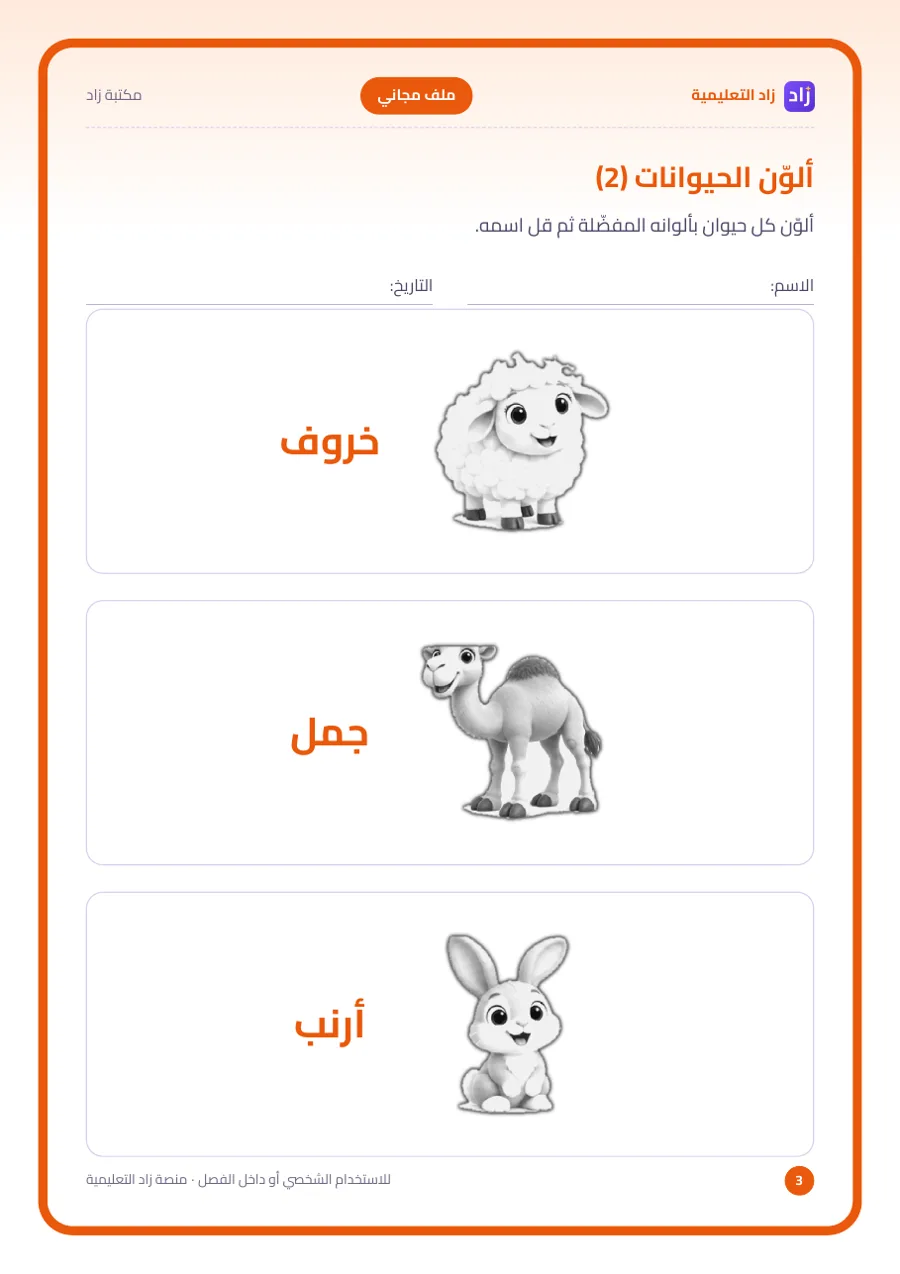 زاد
زاد التعليمية
ملف مجاني
مكتبة زاد
ألوّن الحيوانات (2)
ألوّن كل حيوان بألوانه المفضّلة ثم قل اسمه.
الاسم:
التاريخ:
خروف
جمل
أرنب
3
للاستخدام الشخصي أو داخل الفصل · منصة زاد التعليمية